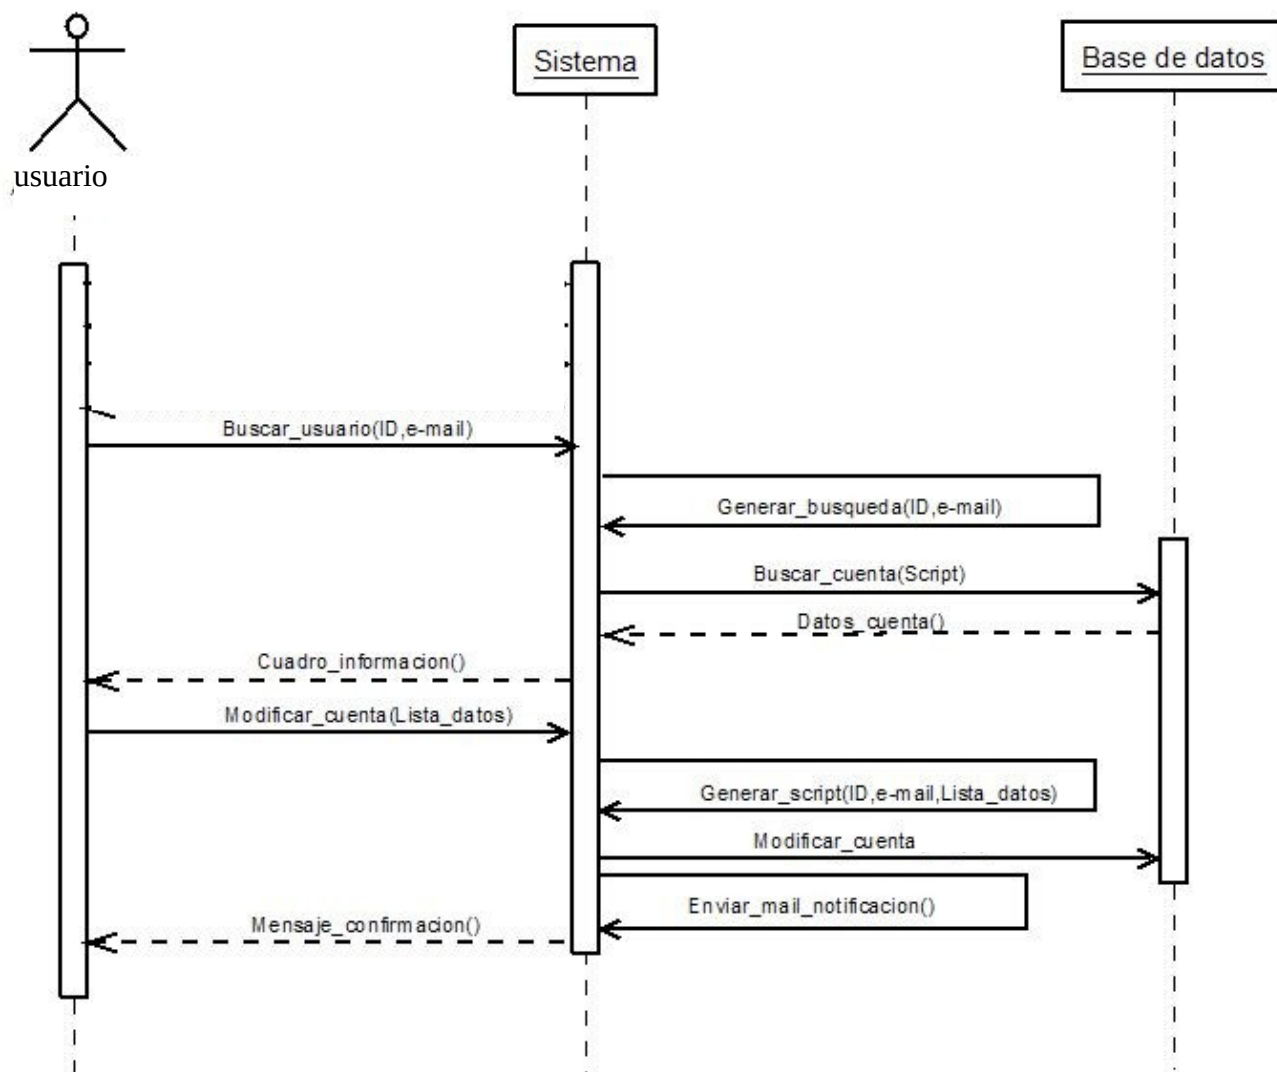 Sistema
Base de datos
usuario
Buscar_usuario(ID,e-mail)
Generar_busqueda(ID,e-mail)
Buscar_cuenta(Script)
Datos_cuenta()
Cuadro_informacion()
Modificar_cuenta(Lista_datos)
Generar_script(ID,e-mail,Lista_datos)
Modificar_cuenta
Enviar_mail_notificacion()
Mensaje_confirmacion()